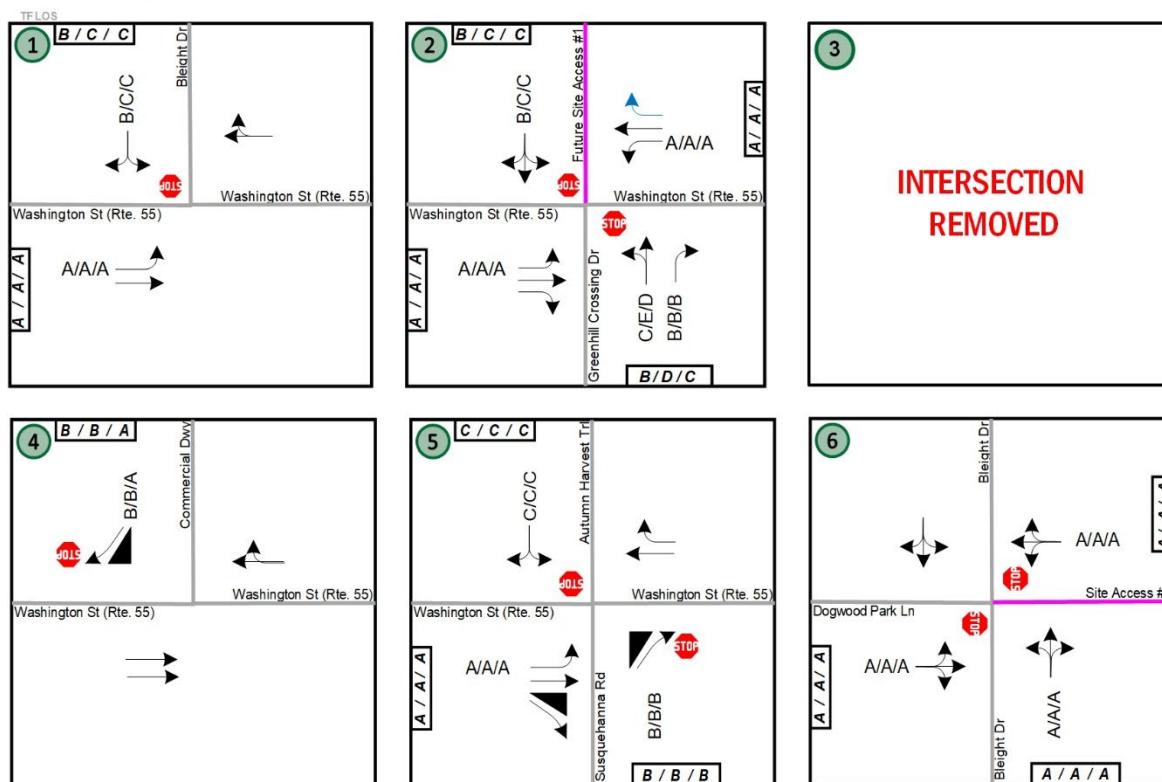 TF LOS
1
B / C / C
Bleight Dr
B/C/C
STOP
Washington St (Rte. 55)
Washington St (Rte. 55)
A/A/A
A / A / A
2
B / C / C
Future Site Access #1
B/C/C
A/A/A
A / A / A
STOP
Washington St (Rte. 55)
Washington St (Rte. 55)
STOP
A/A/A
A / A / A
Greenhill Crossing Dr
C/E/D
B/B/B
B / D / C
3
INTERSECTION
REMOVED
4
B / B / A
Commercial Dwy
B/B/A
STOP
Washington St (Rte. 55)
Washington St (Rte. 55)
5
C / C / C
Autumn Harvest Trl
C/C/C
STOP
Washington St (Rte. 55)
Washington St (Rte. 55)
STOP
A/A/A
A / A / A
Susquehanna Rd
B/B/B
B / B / B
6
Bleight Dr
A/A/A
A / A / A
STOP
Site Access #
Dogwood Park Ln
STOP
A/A/A
A / A / A
A/A/A
Bleight Dr
A / A / A